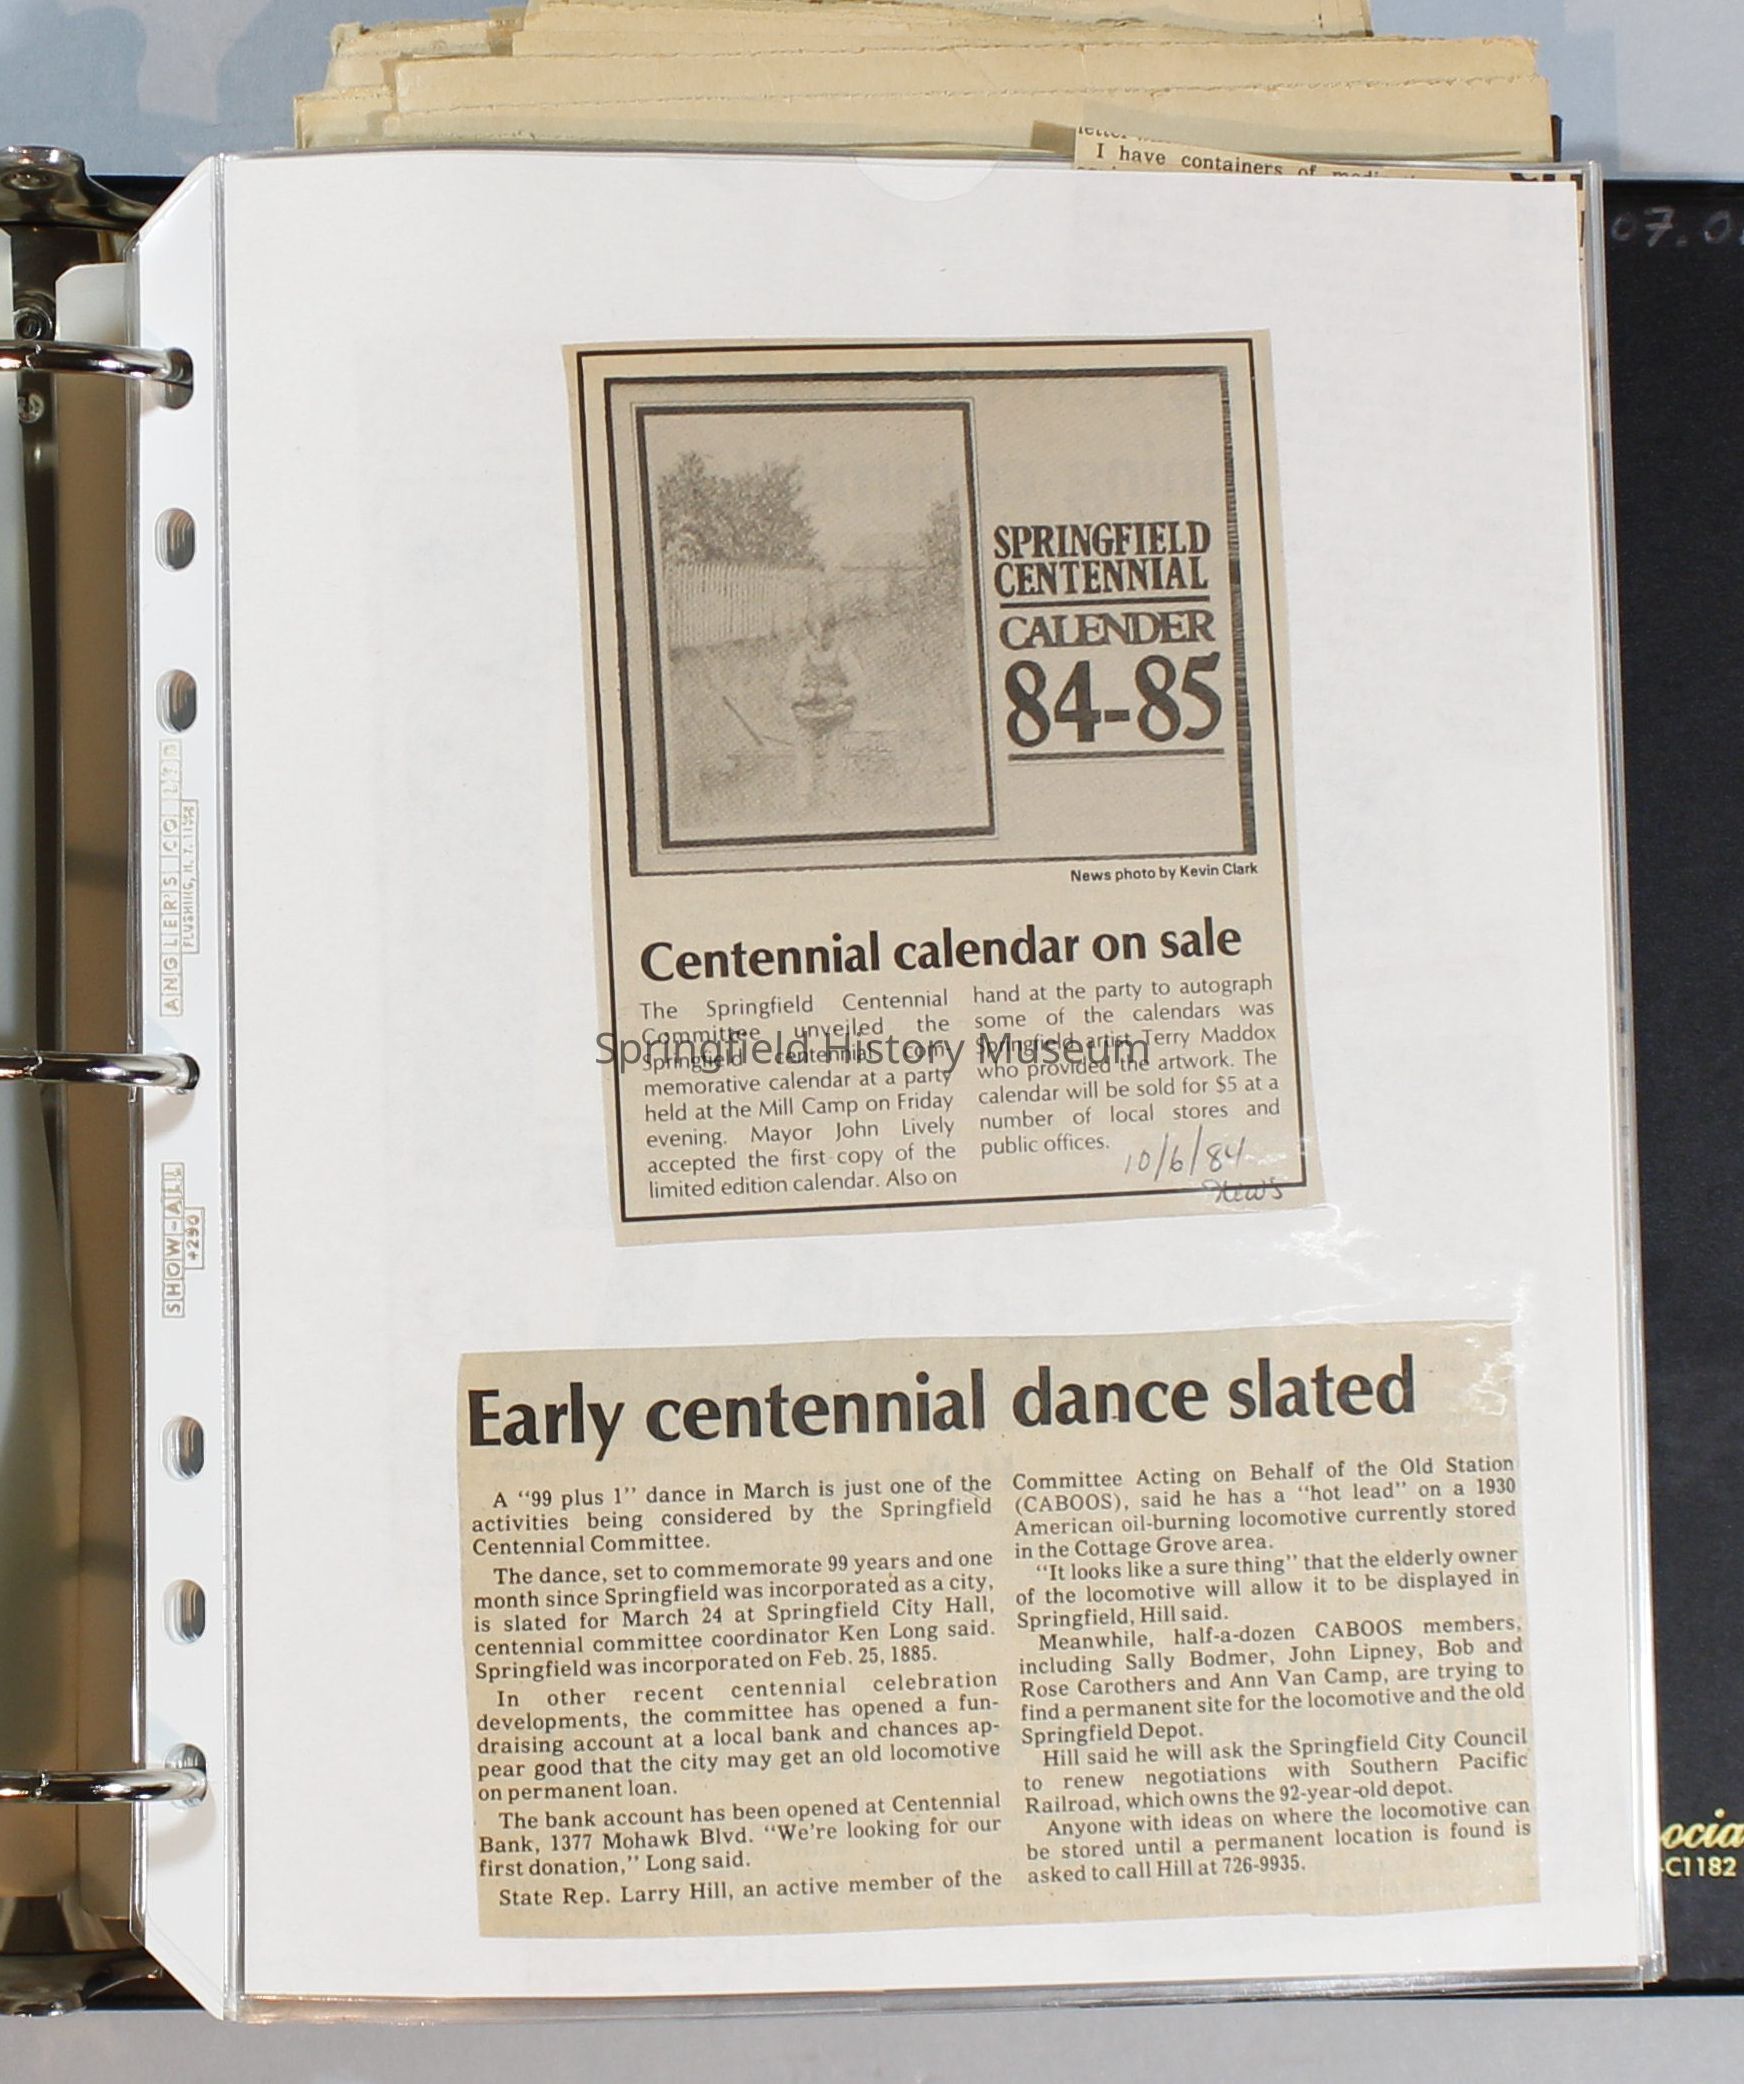 I have containers of
07.0
SPRINGFIELD
CENTENNIAL
CALENDER
84-85
News photo by Kevin Clark
Centennial calendar on sale
The Springfield Centennial
Committee unveiled the
Springfield centennial com-
memorative calendar at a party
held at the Mill Camp on Friday
evening. Mayor John Lively
accepted the first copy of the
limited edition calendar. Also on
hand at the party to autograph
some of the calendars was
Springfield artist Terry Maddox
who provided the artwork. The
calendar will be sold for $5 at a
number of local stores and
public offices.
10/6/84
News
Springfield History Museum
Early centennial dance slated
A "99 plus 1" dance in March is just one of the
activities being considered by the Springfield
Centennial Committee.
The dance, set to commemorate 99 years and one
month since Springfield was incorporated as a city,
is slated for March 24 at Springfield City Hall,
centennial committee coordinator Ken Long said.
Springfield was incorporated on Feb. 25, 1885.
In other recent centennial celebration
developments, the committee has opened a fun-
draising account at a local bank and chances ap-
pear good that the city may get an old locomotive
on permanent loan.
The bank account has been opened at Centennial
Bank, 1377 Mohawk Blvd. "We're looking for our
first donation," Long said.
State Rep. Larry Hill, an active member of the
Committee Acting on Behalf of the Old Station
(CABOOS), said he has a "hot lead" on a 1930
American oil-burning locomotive currently stored
in the Cottage Grove area.
"It looks like a sure thing" that the elderly owner
of the locomotive will allow it to be displayed in
Springfield, Hill said.
Meanwhile, half-a-dozen CABOOS members,
including Sally Bodmer, John Lipney, Bob and
Rose Carothers and Ann Van Camp, are trying to
find a permanent site for the locomotive and the old
Springfield Depot.
Hill said he will ask the Springfield City Council
to renew negotiations with Southern Pacific
Railroad, which owns the 92-year-old depot.
Anyone with ideas on where the locomotive can
be stored until a permanent location is found is
asked to call Hill at 726-9935.
ANGLER'S CO LTD
FLUSHING, N.Y. 11358
SHOW-ALL
#290
ocia
-C1182